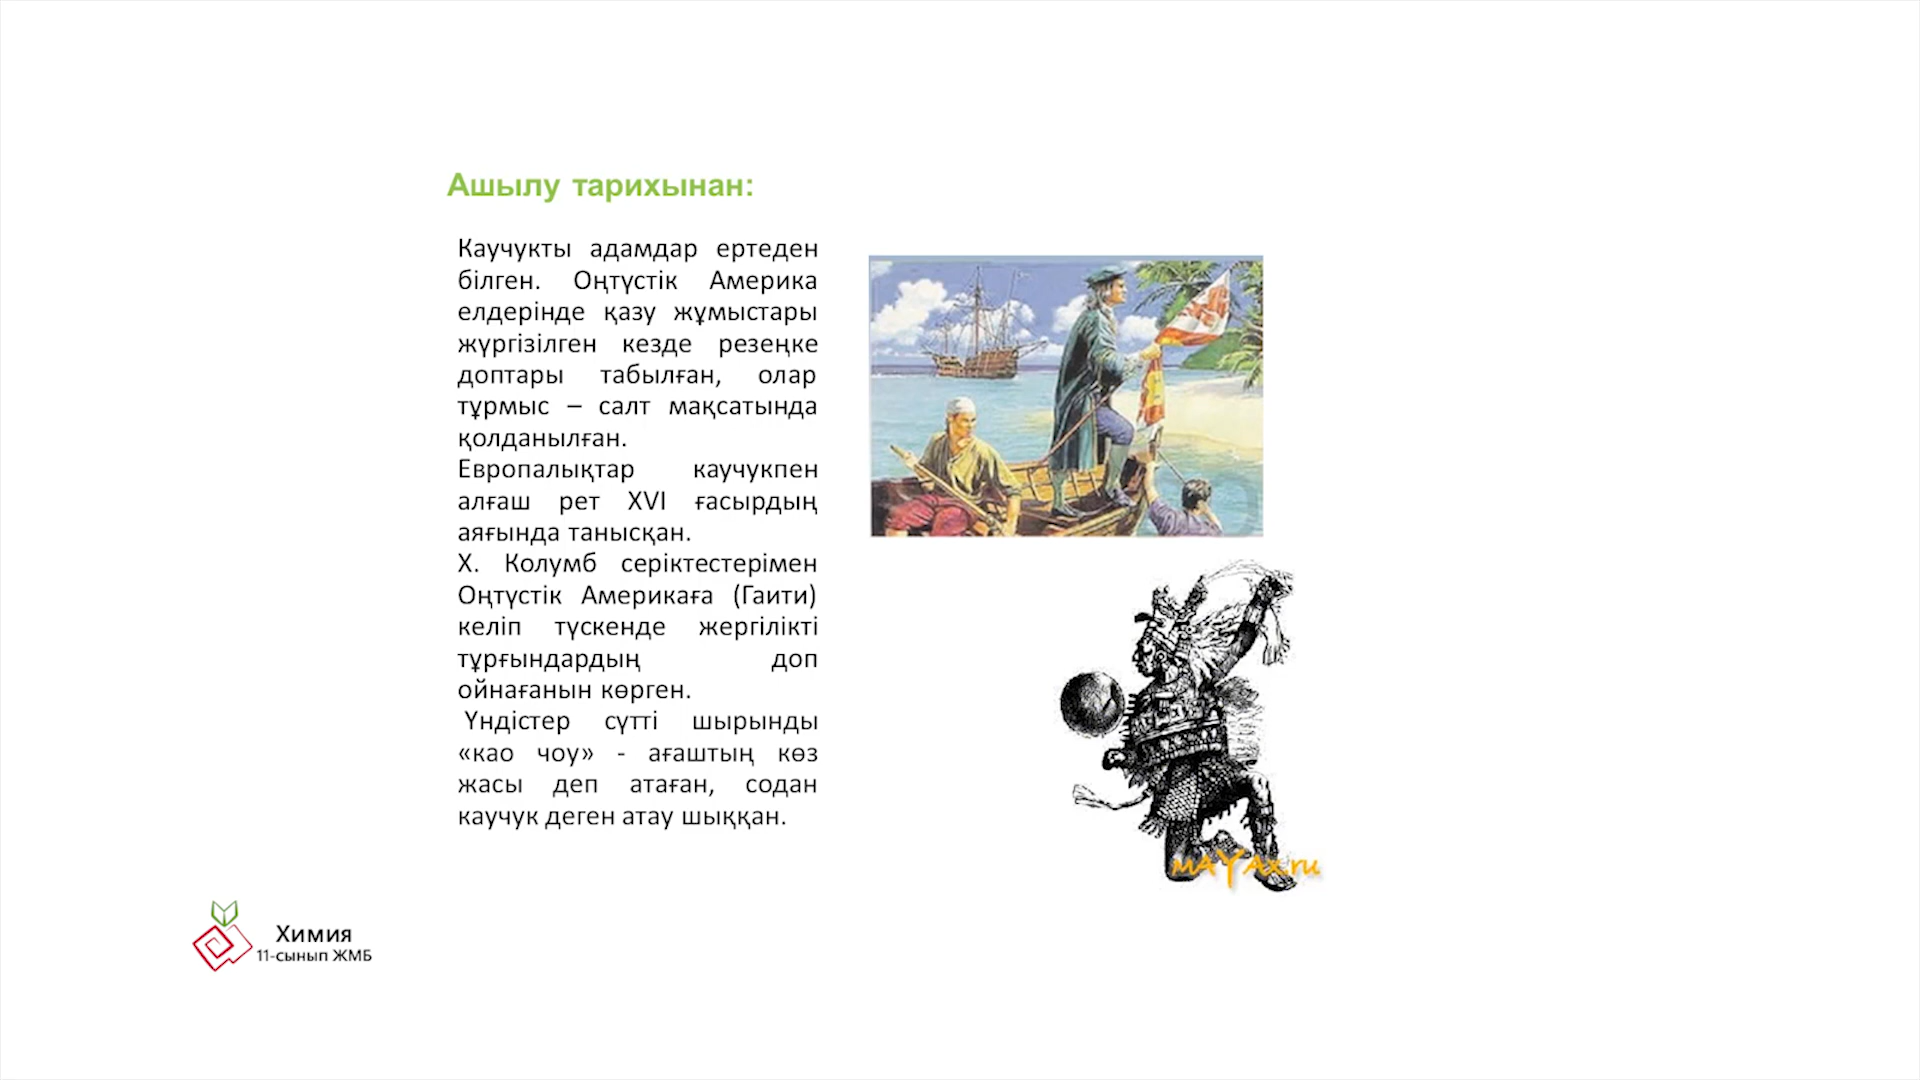 Ашылу тарихынан:
Каучукты адамдар ертеден
білген. Оңтүстік Америка
елдерінде қазу жұмыстары
жүргізілген кезде резеңке
доптары табылған, олар
тұрмыс – салт мақсатында
қолданылған.
Европалықтар каучукпен
алғаш рет XVI ғасырдың
аяғында танысқан.
Х. Колумб серіктестерімен
Оңтүстік Америкаға (Гаити)
келіп түскенде жергілікті
тұрғындардың доп
ойнағанын көрген.
Үндістер сүтті шырынды
«као чоу» - ағаштың көз
жасы деп атаған, содан
каучук деген атау шыққан.
mAYAx.ru
Химия
11-сынып ЖМБ